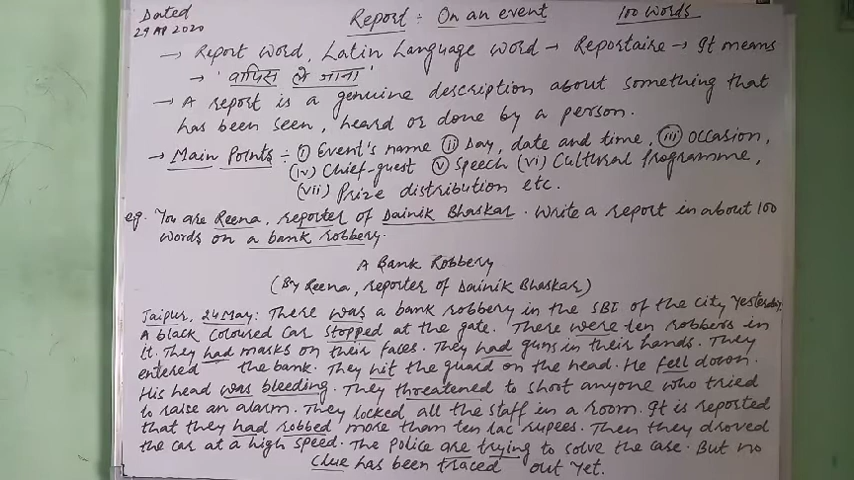 Dated
29 AP 2020
Report ÷ On an event 100 Words
→ Report word, Latin Language word → Reportaire → It means
→ 'वापिस ले जाना'
→ A report is a genuine description about something that
has been seen, heard or done by a person.
→ Main Points ÷ (i) Event's name (ii) Day, date and time, (iii) occasion,
(iv) Chief-guest (v) Speech (vi) Cultural Programme,
(vii) Prize distribution etc.
eg. You are Reena, reporter of Dainik Bhaskar. Write a report in about 100
words on a bank robbery.
A Bank Robbery
(By Reena, reporter of Dainik Bhaskar)
Jaipur, 24 May: There was a bank robbery in the SBI of the city yesterday.
A black coloured car stopped at the gate. There were ten robbers in
it. They had masks on their faces. They had guns in their hands. They
entered the bank. They hit the guard on the head. He fell down.
His head was bleeding. They threatened to shoot anyone who tried
to raise an alarm. They locked all the staff in a room. It is reported
that they had robbed more than ten lac rupees. Then they droved
the car at a high speed. The police are trying to solve the case. But no
clue has been traced out yet.